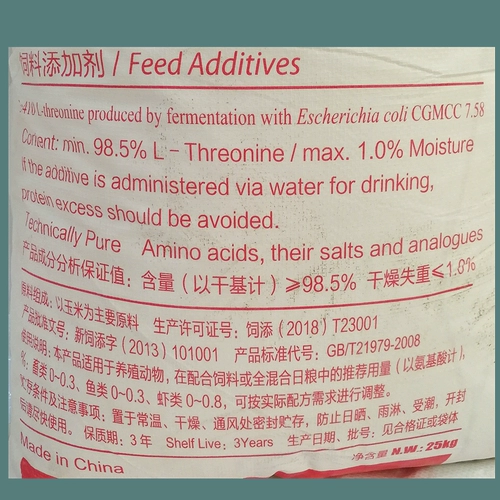 饲料添加剂 / Feed Additives
L-threonine produced by fermentation with Escherichia coli CGMCC 7.58
Content: min. 98.5% L - Threonine / max. 1.0% Moisture
If the additive is administered via water for drinking,
protein excess should be avoided.
Technically Pure Amino acids, their salts and analogues
产品成分分析保证值：含量（以干基计）⩾98.5% 干燥失重⩽1.0%
原料组成：以玉米为主要原料 生产许可证号：饲添（2018）T23001
产品批准文号：新饲添字（2013）101001 产品标准代号：GB/T21979-2008
使用说明：本产品适用于养殖动物，在配合饲料或全混合日粮中的推荐用量（以氨基酸计），
%：畜类0~0.3、鱼类0~0.3、虾类0~0.8，可按实际配方需求进行调整。
贮存条件及注意事项：置于常温、干燥、通风处密封贮存，防止日晒、雨淋、受潮，开封
后请尽快使用。 保质期：3年 Shelf Live：3Years 生产日期、批号：见合格证或袋体
Made in China 净含量 N.W.: 25kg